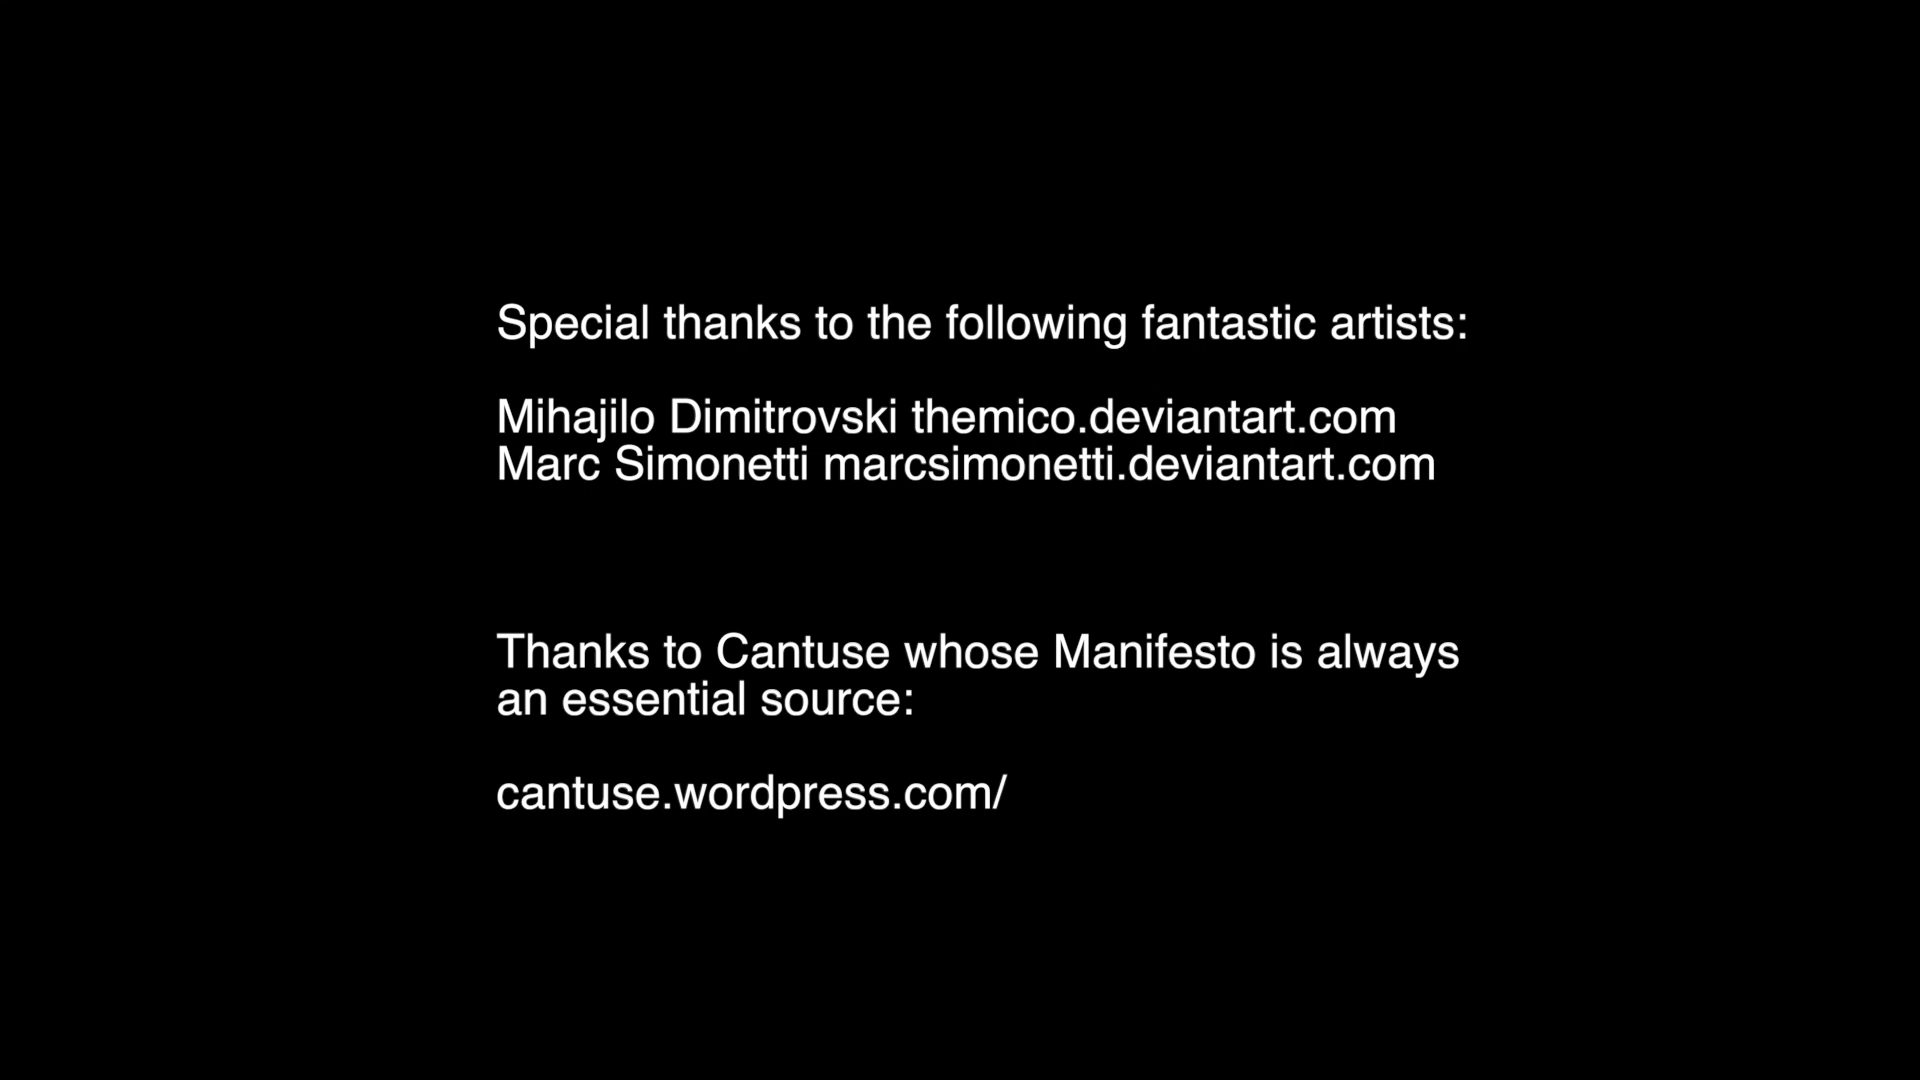 Special thanks to the following fantastic artists:
Mihajilo Dimitrovski themico.deviantart.com
Marc Simonetti marcsimonetti.deviantart.com
Thanks to Cantuse whose Manifesto is always
an essential source:
cantuse.wordpress.com/